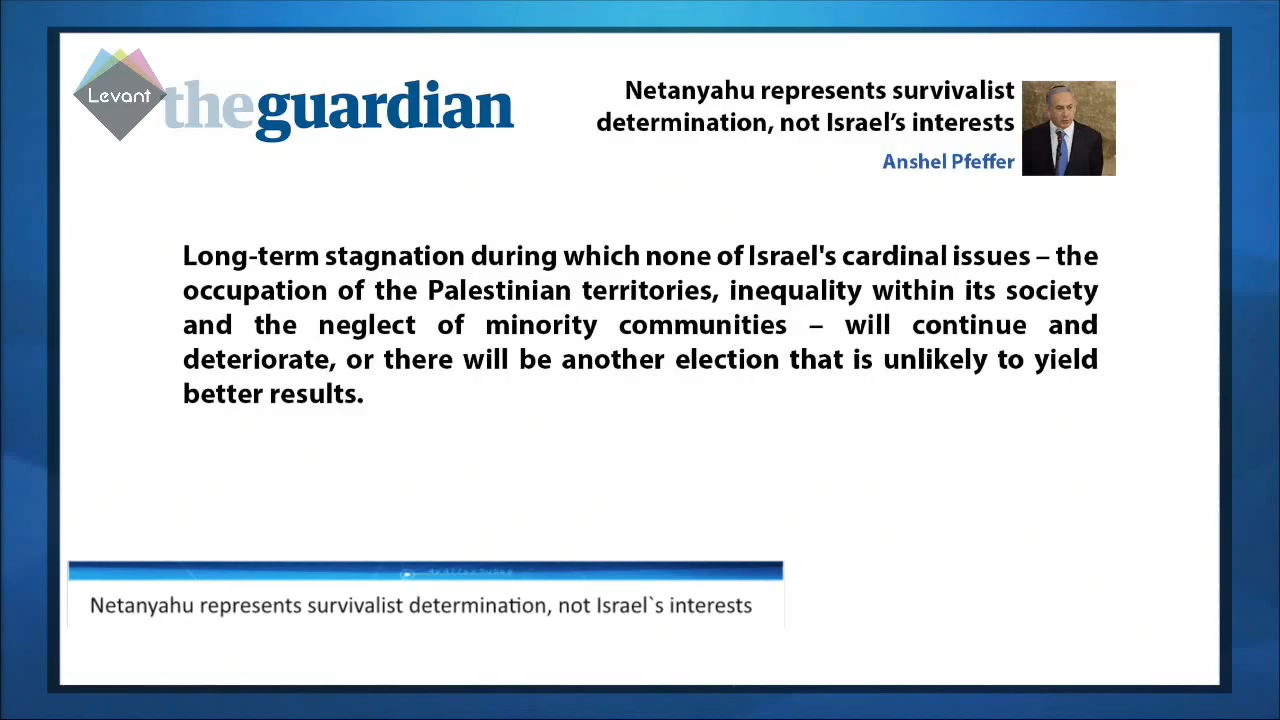 Levant
theguardian
Netanyahu represents survivalist
determination, not Israel's interests
Anshel Pfeffer
Long-term stagnation during which none of Israel's cardinal issues – the
occupation of the Palestinian territories, inequality within its society
and the neglect of minority communities – will continue and
deteriorate, or there will be another election that is unlikely to yield
better results.
Netanyahu represents survivalist determination, not Israel`s interests